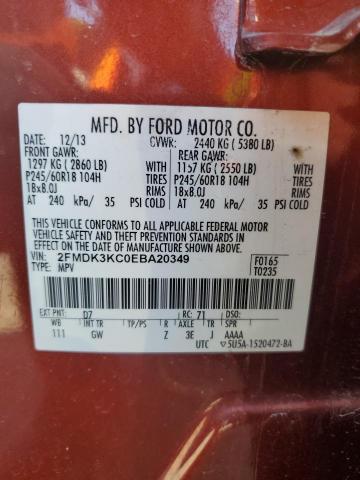 MFD. BY FORD MOTOR CO.
DATE: 12/13 GVWR: 2440 KG ( 5380 LB)
FRONT GAWR: REAR GAWR:
1297 KG ( 2860 LB) WITH 1157 KG ( 2550 LB) WITH
P245/60R18 104H TIRES P245/60R18 104H TIRES
18x8.0J RIMS 18x8.0J RIMS
AT 240 kPa/ 35 PSI COLD AT 240 kPa/ 35 PSI COLD
THIS VEHICLE CONFORMS TO ALL APPLICABLE FEDERAL MOTOR
VEHICLE SAFETY AND THEFT PREVENTION STANDARDS IN EFFECT
ON THE DATE OF MANUFACTURE SHOWN ABOVE.
VIN: 2FMDK3KC0EBA20349 F0165
TYPE: MPV T0235
EXT PNT: D7 RC: 71 DSO:
WB INT TR TP/PS R AXLE TR SPR
111 GW Z 3E J AAAA
UTC ▽5U5A-1520472-BA